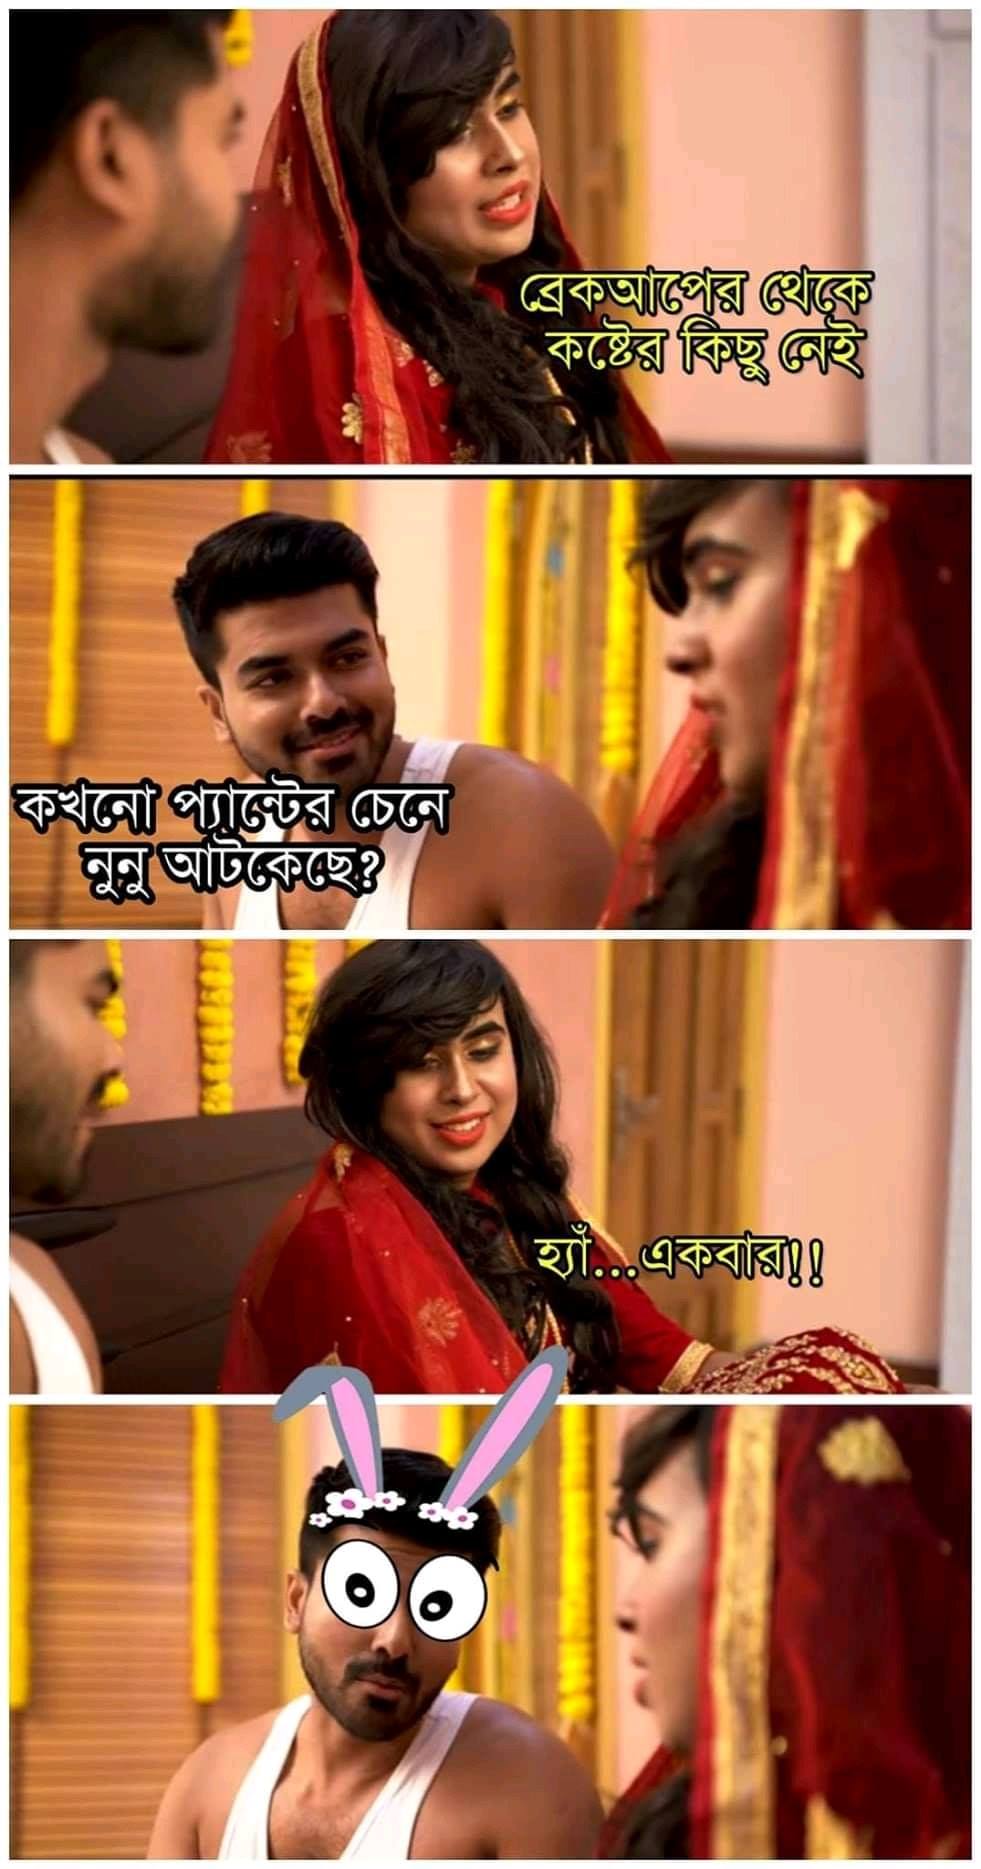 ব্রেকআপের থেকে
কষ্টের কিছু নেই
কখনো প্যান্টের চেনে
নুনু আটকেছে?
হ্যাঁ...একবার!!